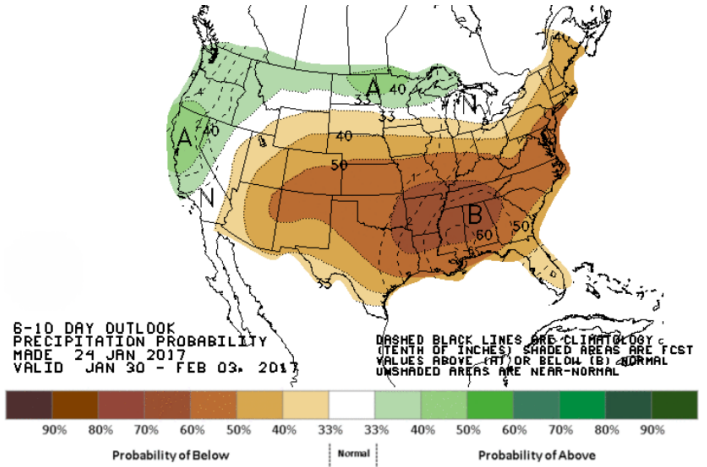 A
40
33
N
33
A
40
40
50
N
B
60
50
33
6-10 DAY OUTLOOK
PRECIPITATION PROBABILITY
MADE 24 JAN 2017
VALID JAN 30 - FEB 03, 2017
DASHED BLACK LINES ARE CLIMATOLOGY
(TENTH OF INCHES) SHADED AREAS ARE FCST
VALUES ABOVE (A) OR BELOW (B) NORMAL
UNSHADED AREAS ARE NEAR-NORMAL
90% 80% 70% 60% 50% 40% 33% 33% 40% 50% 60% 70% 80% 90%
Probability of Below Normal Probability of Above